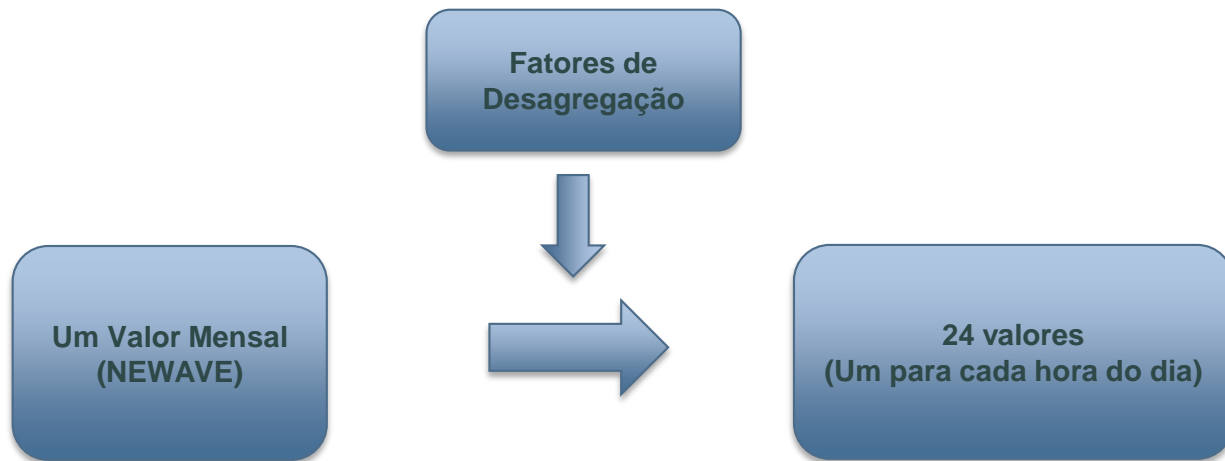 Fatores de
Desagregação
Um Valor Mensal
(NEWAVE)
24 valores
(Um para cada hora do dia)